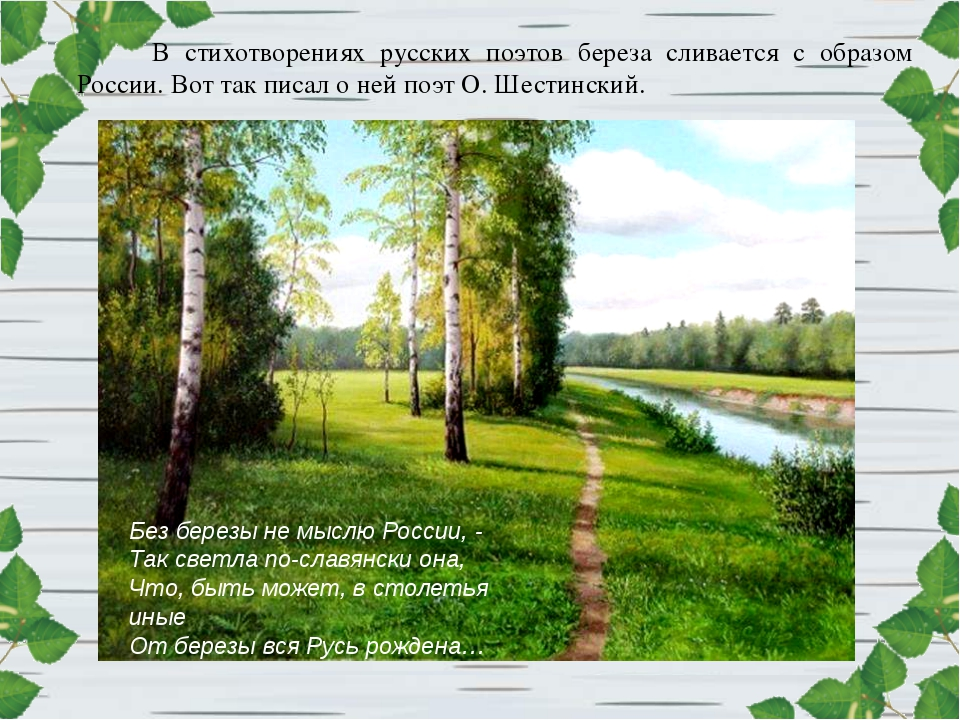 В стихотворениях русских поэтов береза сливается с образом
России. Вот так писал о ней поэт О. Шестинский.
Без березы не мыслю России, -
Так светла по-славянски она,
Что, быть может, в столетья
иные
От березы вся Русь рождена…